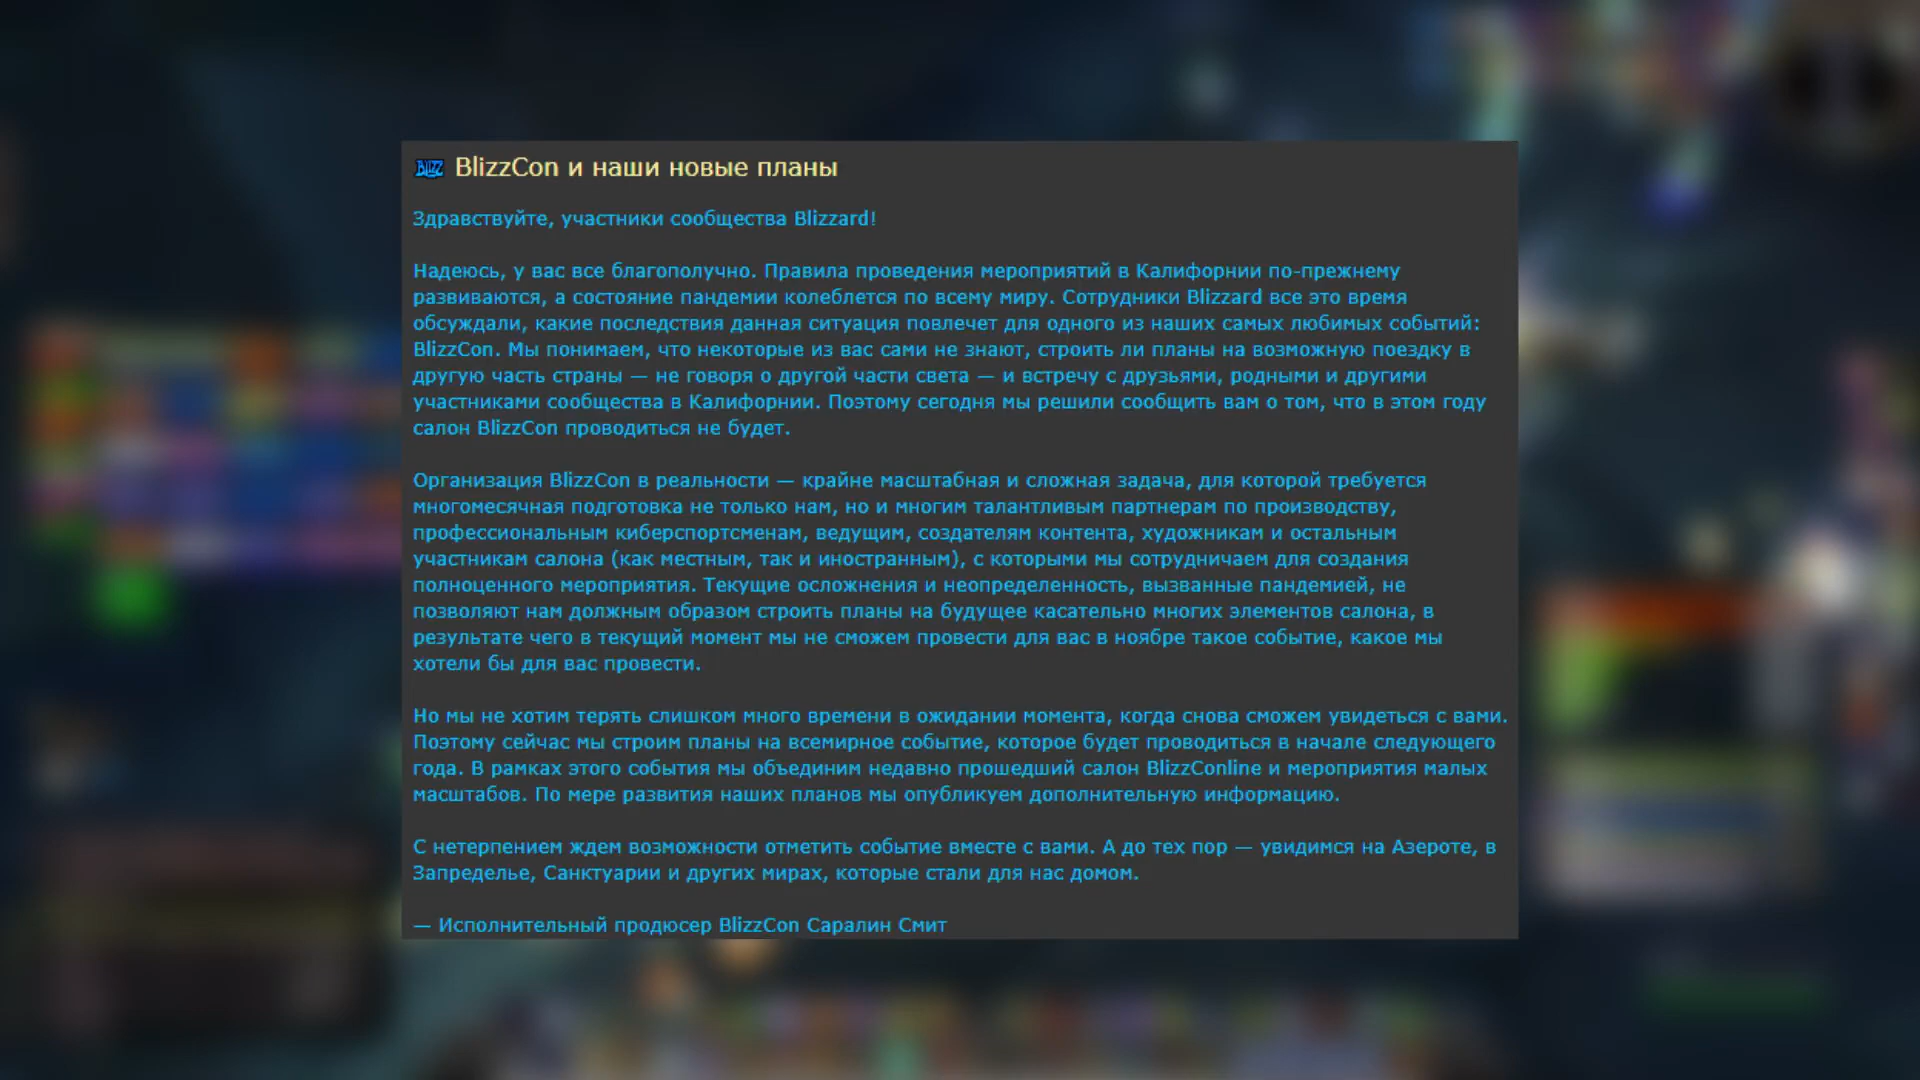 BLIZZ BlizzCon и наши новые планы
Здравствуйте, участники сообщества Blizzard!
Надеюсь, у вас все благополучно. Правила проведения мероприятий в Калифорнии по-прежнему
развиваются, а состояние пандемии колеблется по всему миру. Сотрудники Blizzard все это время
обсуждали, какие последствия данная ситуация повлечет для одного из наших самых любимых событий:
BlizzCon. Мы понимаем, что некоторые из вас сами не знают, строить ли планы на возможную поездку в
другую часть страны — не говоря о другой части света — и встречу с друзьями, родными и другими
участниками сообщества в Калифорнии. Поэтому сегодня мы решили сообщить вам о том, что в этом году
салон BlizzCon проводиться не будет.
Организация BlizzCon в реальности — крайне масштабная и сложная задача, для которой требуется
многомесячная подготовка не только нам, но и многим талантливым партнерам по производству,
профессиональным киберспортсменам, ведущим, создателям контента, художникам и остальным
участникам салона (как местным, так и иностранным), с которыми мы сотрудничаем для создания
полноценного мероприятия. Текущие осложнения и неопределенность, вызванные пандемией, не
позволяют нам должным образом строить планы на будущее касательно многих элементов салона, в
результате чего в текущий момент мы не сможем провести для вас в ноябре такое событие, какое мы
хотели бы для вас провести.
Но мы не хотим терять слишком много времени в ожидании момента, когда снова сможем увидеться с вами.
Поэтому сейчас мы строим планы на всемирное событие, которое будет проводиться в начале следующего
года. В рамках этого события мы объединим недавно прошедший салон BlizzConline и мероприятия малых
масштабов. По мере развития наших планов мы опубликуем дополнительную информацию.
С нетерпением ждем возможности отметить событие вместе с вами. А до тех пор — увидимся на Азероте, в
Запределье, Санктуарии и других мирах, которые стали для нас домом.
— Исполнительный продюсер BlizzCon Саралин Смит